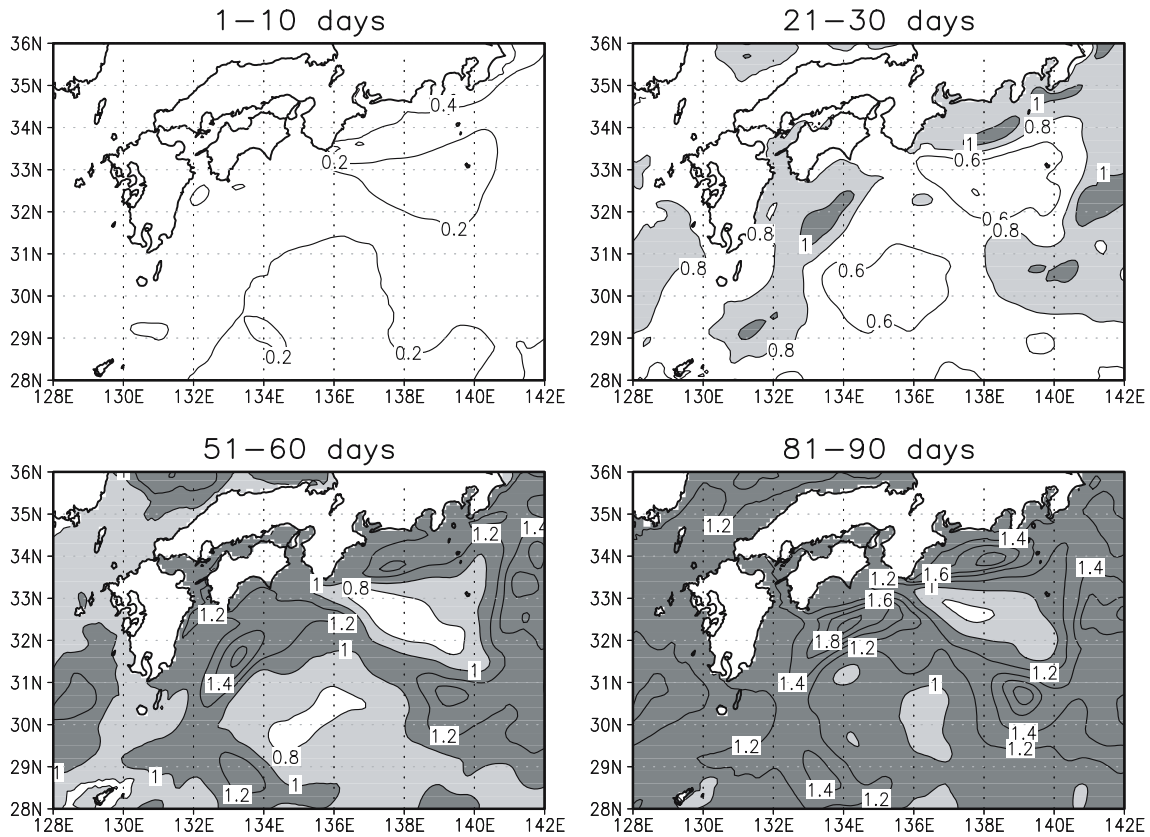 1−10 days
21−30 days
36N
35N
34N
33N
32N
31N
30N
29N
28N
0.4
0.2
0.2
0.2
0.2
128E
130E
132E
134E
136E
138E
140E
142E
36N
35N
34N
33N
32N
31N
30N
29N
28N
1
0.8
1
0.6
1
0.6
0.8
0.8
1
0.8
0.6
0.6
0.8
128E
130E
132E
134E
136E
138E
140E
142E
51−60 days
81−90 days
36N
35N
34N
33N
32N
31N
30N
29N
28N
1.4
1.2
1
0.8
1.2
1.2
1
1
1.4
1.2
0.8
1
1
1
1.2
128E
130E
132E
134E
136E
138E
140E
142E
36N
35N
34N
33N
32N
31N
30N
29N
28N
1.2
1.4
1.4
1.2
1.6
1
1.6
1.8
1.2
1.2
1.4
1
1.4
1.2
1.2
1.4
1.2
128E
130E
132E
134E
136E
138E
140E
142E